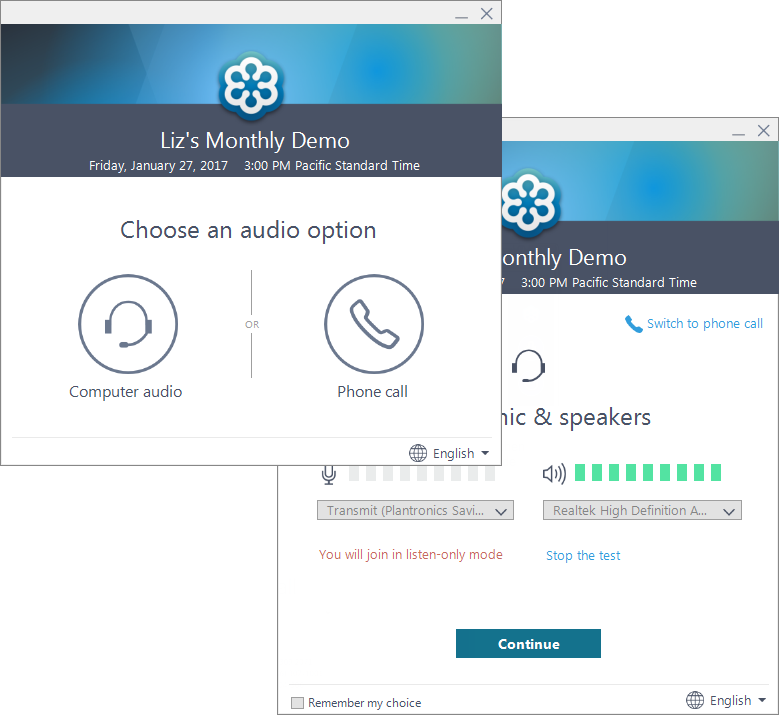 Liz's Monthly Demo
Friday, January 27, 2017 3:00 PM Pacific Standard Time
Choose an audio option
OR
Computer audio
Phone call
English
onthly Demo
7 3:00 PM Pacific Standard Time
Switch to phone call
nic & speakers
Transmit (Plantronics Savi...
Realtek High Definition A...
You will join in listen-only mode
Stop the test
Continue
Remember my choice
English